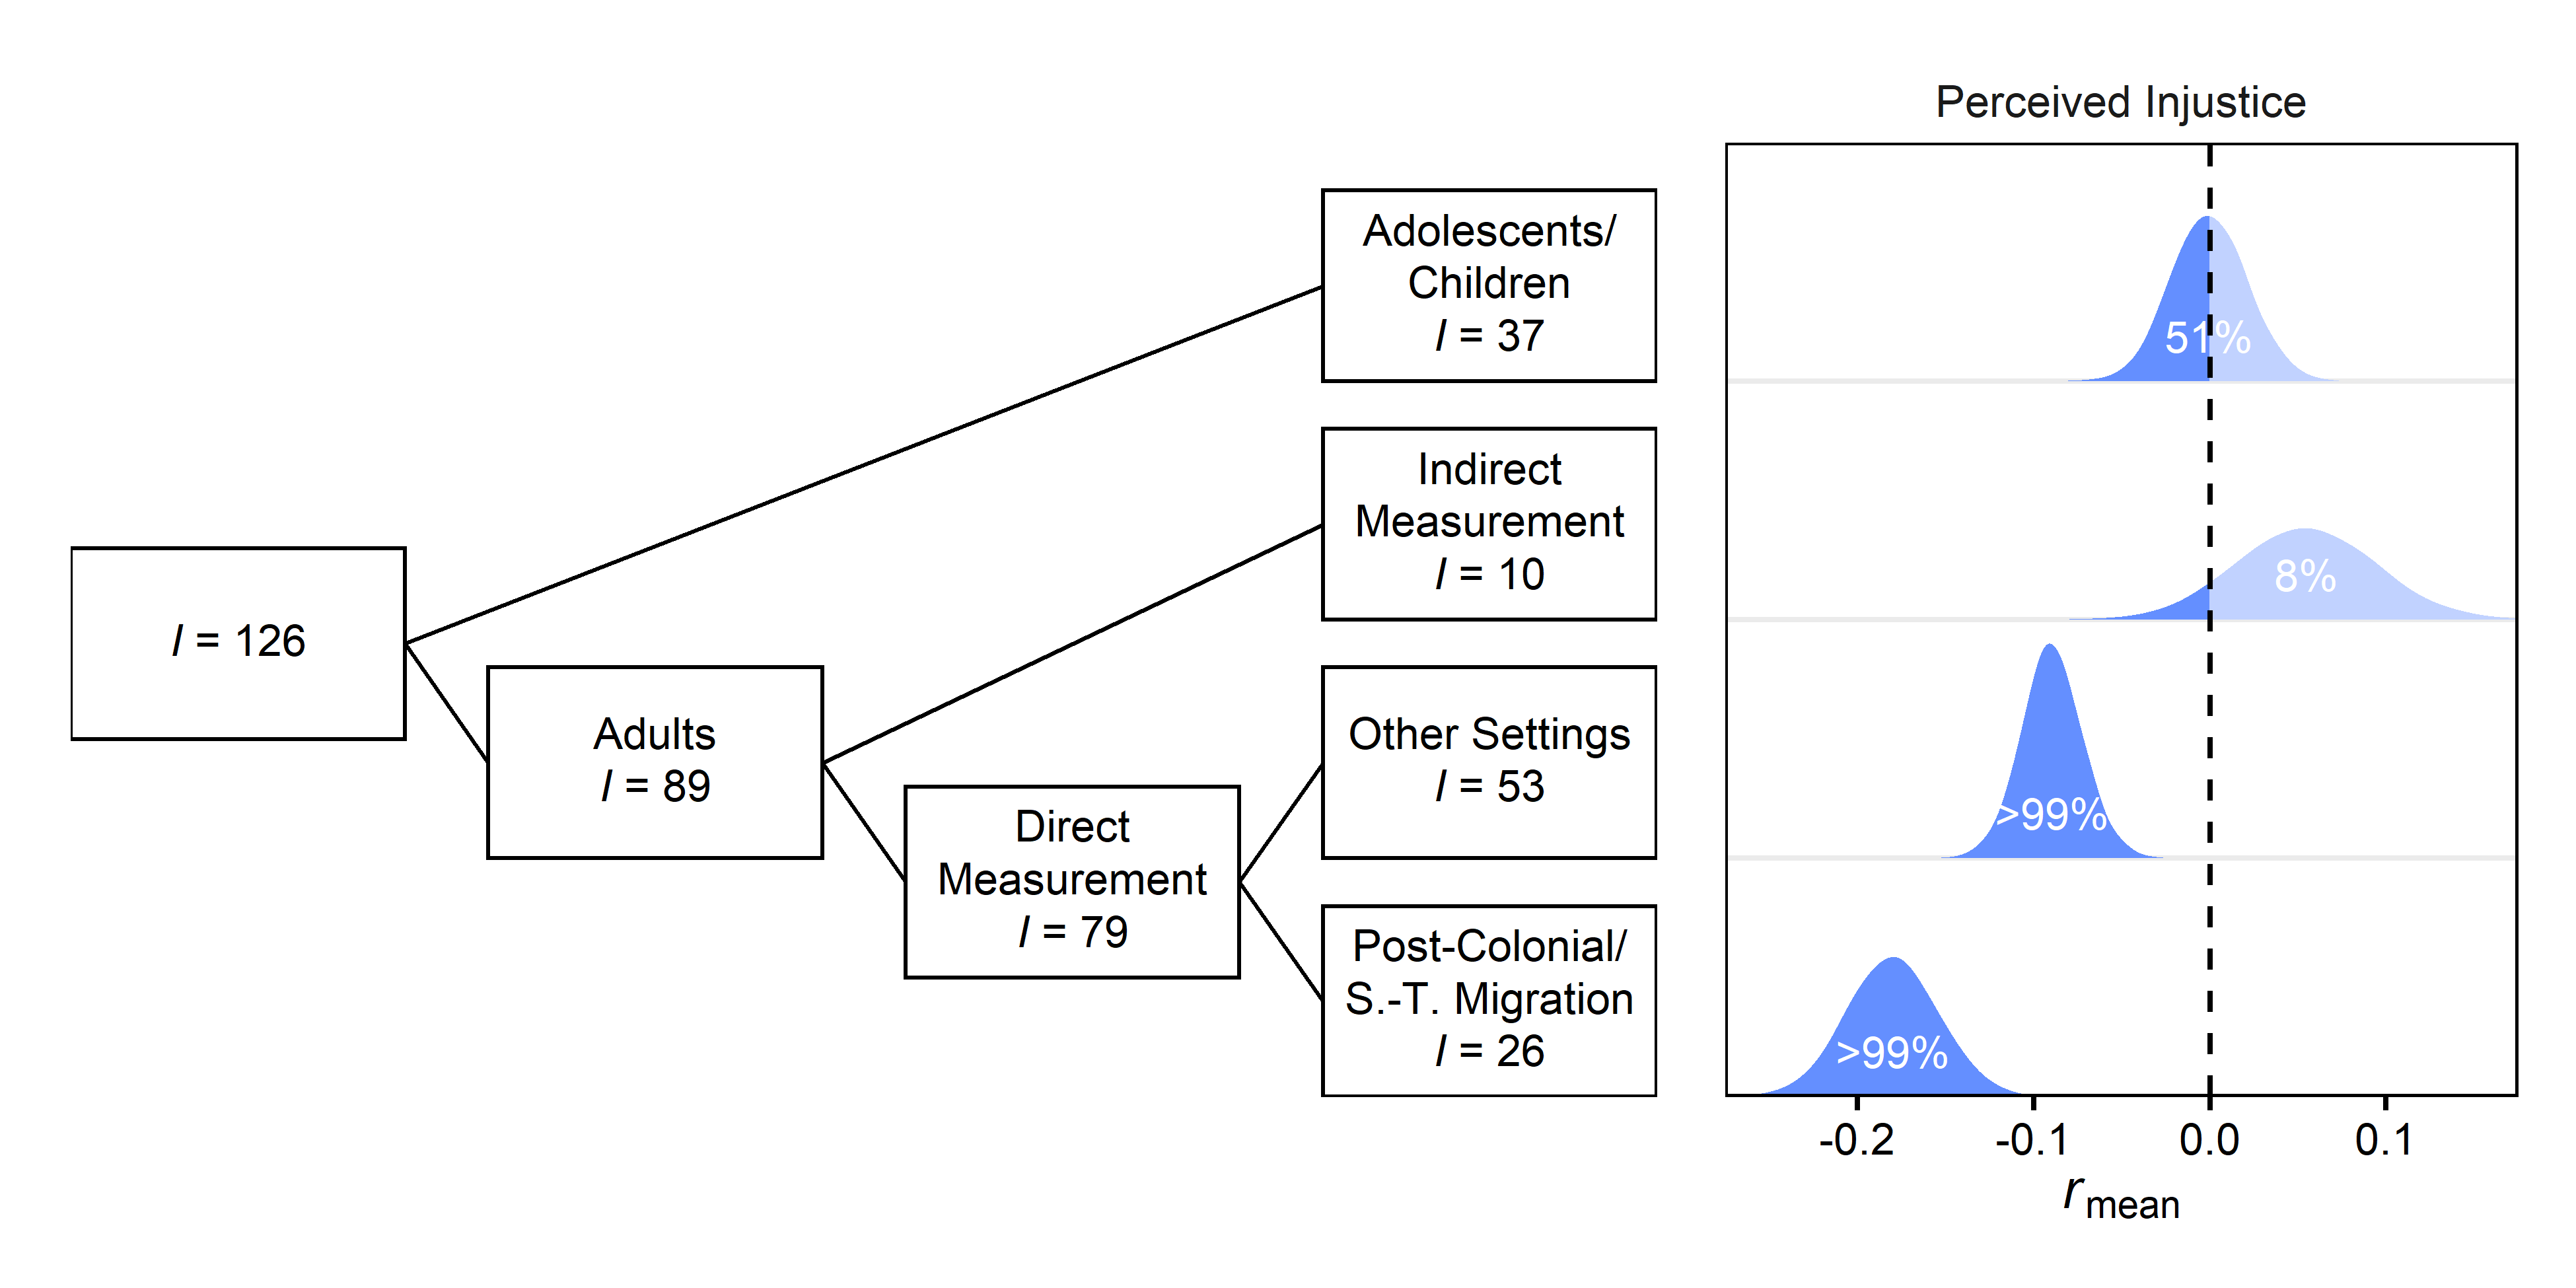 Perceived Injustice
Adolescents/
Children
l = 37
51%
Indirect
Measurement
l = 10
8%
l = 126
Adults
l = 89
Other Settings
l = 53
>99%
Direct
Measurement
l = 79
Post-Colonial/
S.-T. Migration
l = 26
>99%
-0.2 -0.1 0.0 0.1
r mean